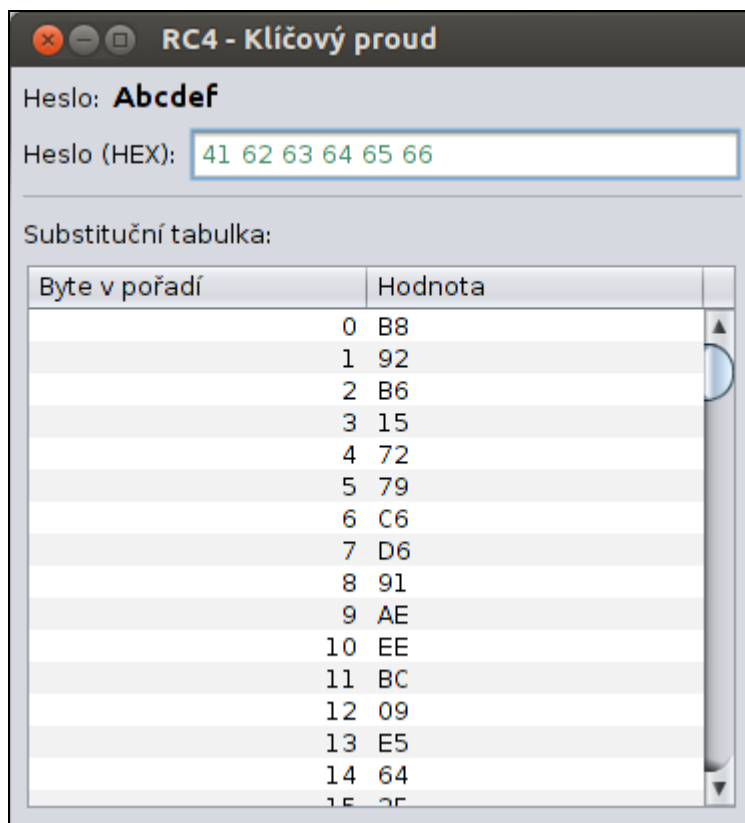 RC4 - Klíčový proud
Heslo: Abcdef
Heslo (HEX): 41 62 63 64 65 66
Substituční tabulka:
Byte v pořadí Hodnota
0 B8
1 92
2 B6
3 15
4 72
5 79
6 C6
7 D6
8 91
9 AE
10 EE
11 BC
12 09
13 E5
14 64
15